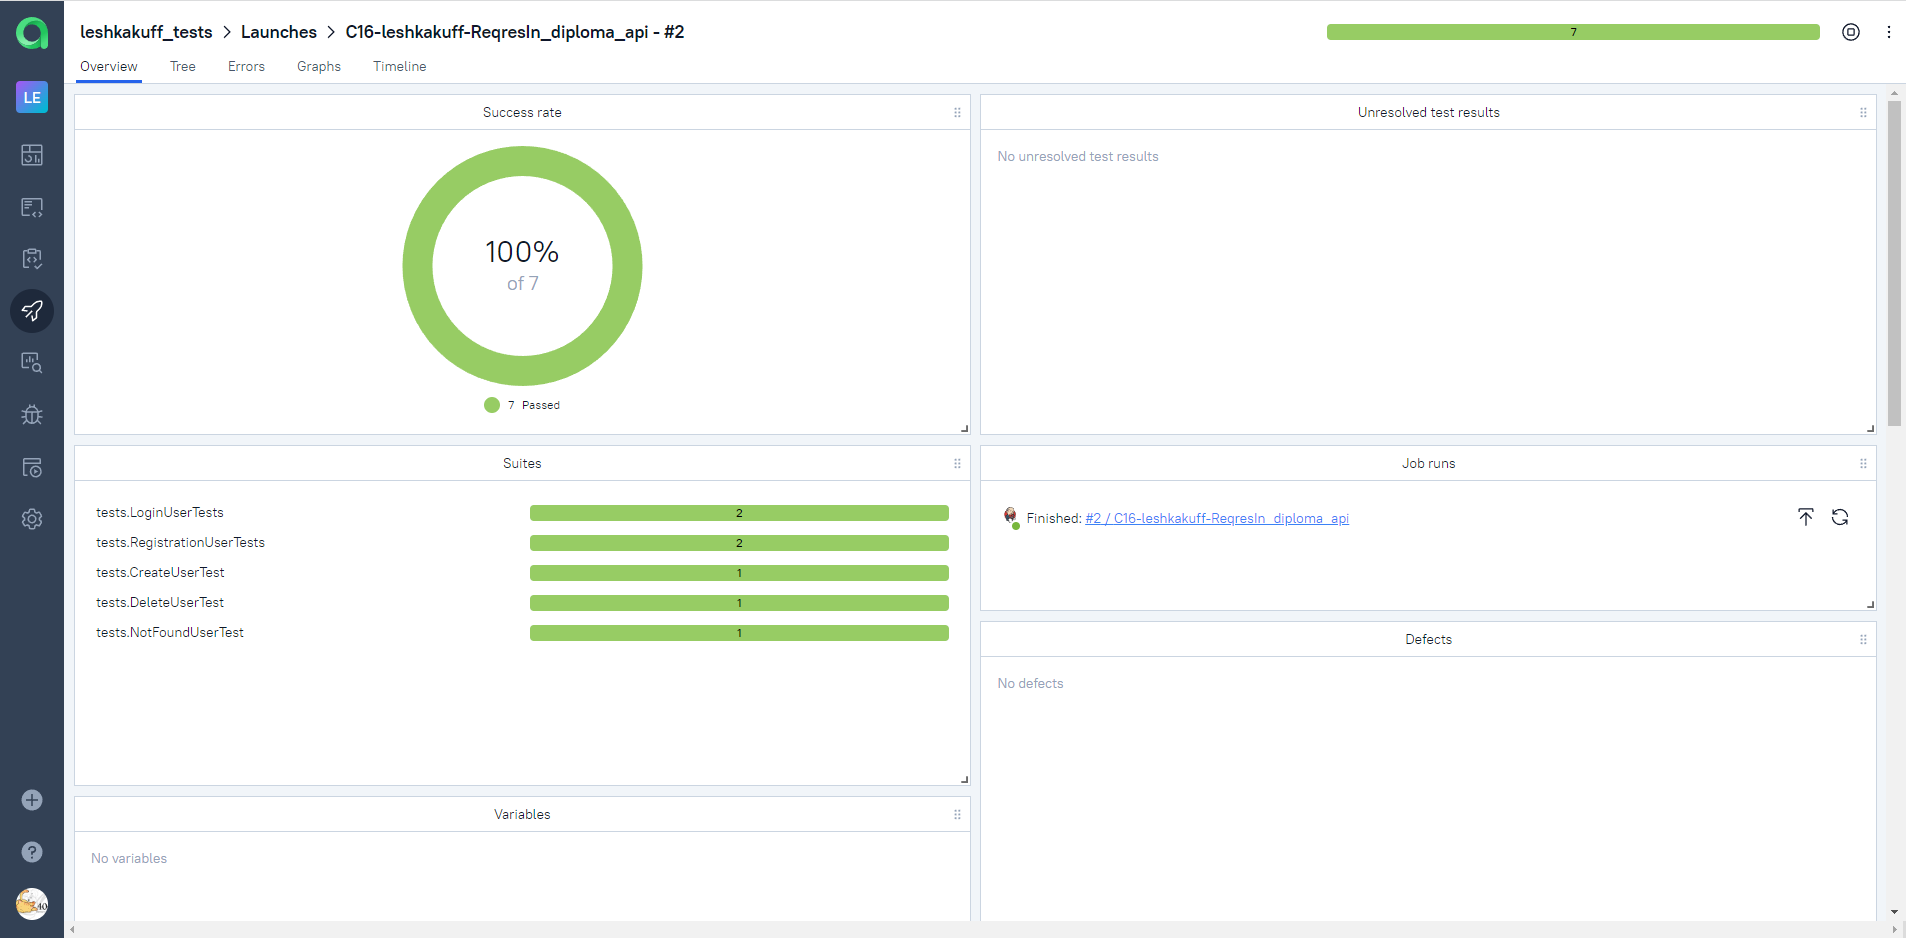 leshkakuff_tests > Launches > C16-leshkakuff-ReqresIn_diploma_api - #2
7
LE
Overview Tree Errors Graphs Timeline
Success rate
100%
of 7
7 Passed
Unresolved test results
No unresolved test results
Suites
tests.LoginUserTests 2
tests.RegistrationUserTests 2
tests.CreateUserTest 1
tests.DeleteUserTest 1
tests.NotFoundUserTest 1
Job runs
Finished: #2 / C16-leshkakuff-ReqresIn_diploma_api
Defects
No defects
Variables
No variables